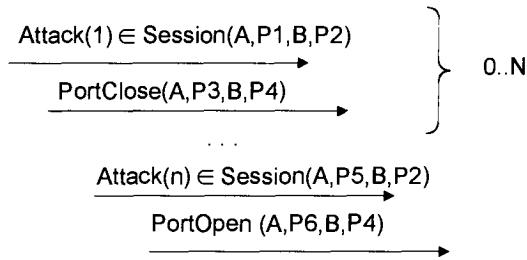 Attack(1) ∈ Session(A,P1,B,P2)
PortClose(A,P3,B,P4)
0..N
...
Attack(n) ∈ Session(A,P5,B,P2)
PortOpen (A,P6,B,P4)